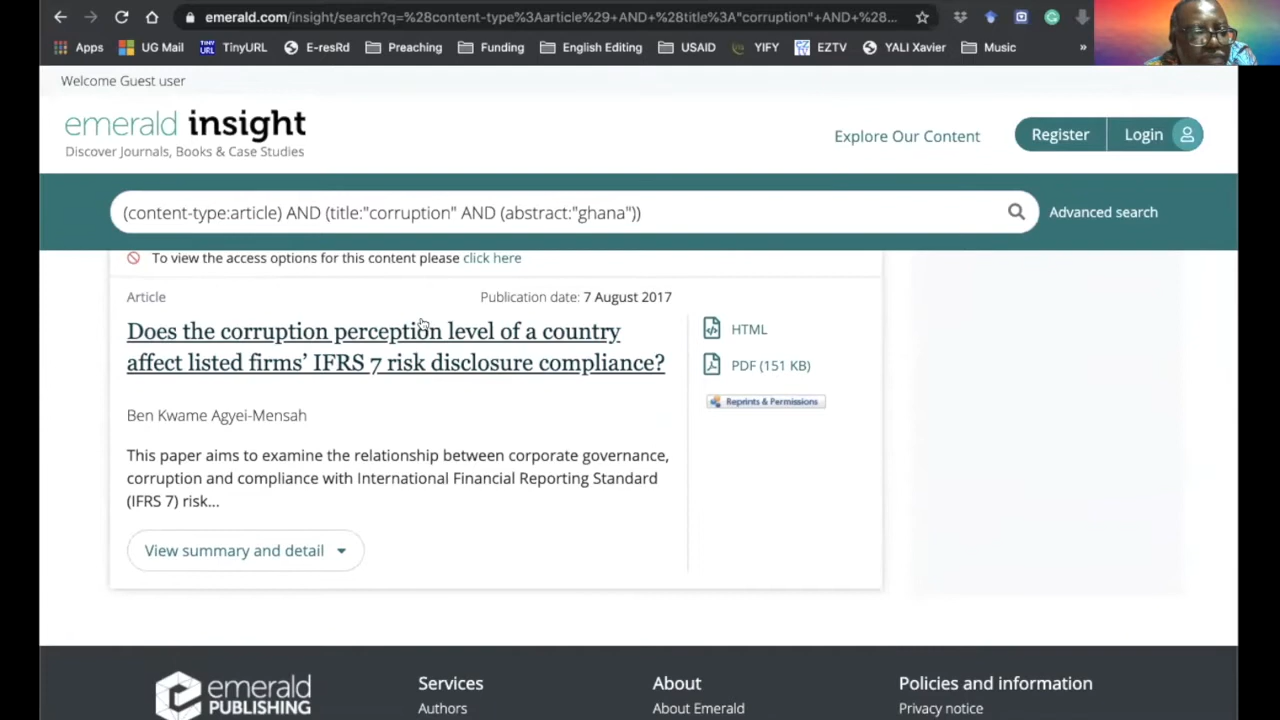 emerald.com/insight/search?q=%28content-type%3Aarticle%29+AND+%28title%3A"corruption"+AND+%28...
Apps UG Mail TinyURL E-resRd Preaching Funding English Editing USAID YIFY EZTV YALI Xavier Music »
Welcome Guest user
emerald insight
Discover Journals, Books & Case Studies
Explore Our Content
Register Login
(content-type:article) AND (title:"corruption" AND (abstract:"ghana"))
Advanced search
To view the access options for this content please click here
Article
Publication date: 7 August 2017
Does the corruption perception level of a country
affect listed firms’ IFRS 7 risk disclosure compliance?
HTML
PDF (151 KB)
Reprints & Permissions
Ben Kwame Agyei-Mensah
This paper aims to examine the relationship between corporate governance,
corruption and compliance with International Financial Reporting Standard
(IFRS 7) risk...
View summary and detail
emerald
PUBLISHING
Services
Authors
About
About Emerald
Policies and information
Privacy notice